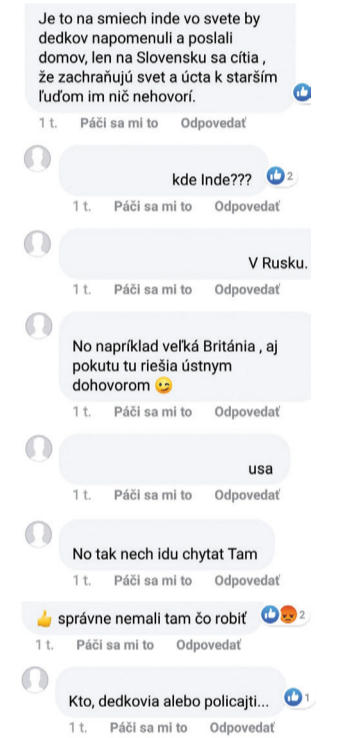 Je to na smiech inde vo svete by
dedkov napomenuli a poslali
domov, len na Slovensku sa cítia ,
že zachraňujú svet a úcta k starším
ľuďom im nič nehovorí.
1 t. Páči sa mi to Odpovedať
kde Inde??? 2
1 t. Páči sa mi to Odpovedať
V Rusku.
1 t. Páči sa mi to Odpovedať
No napríklad veľká Británia , aj
pokutu tu riešia ústnym
dohovorom 😉
1 t. Páči sa mi to Odpovedať
usa
1 t. Páči sa mi to Odpovedať
No tak nech idu chytat Tam
1 t. Páči sa mi to Odpovedať
👍 správne nemali tam čo robiť 2
1 t. Páči sa mi to Odpovedať
Kto, dedkovia alebo policajti... 1
1 t. Páči sa mi to Odpovedať